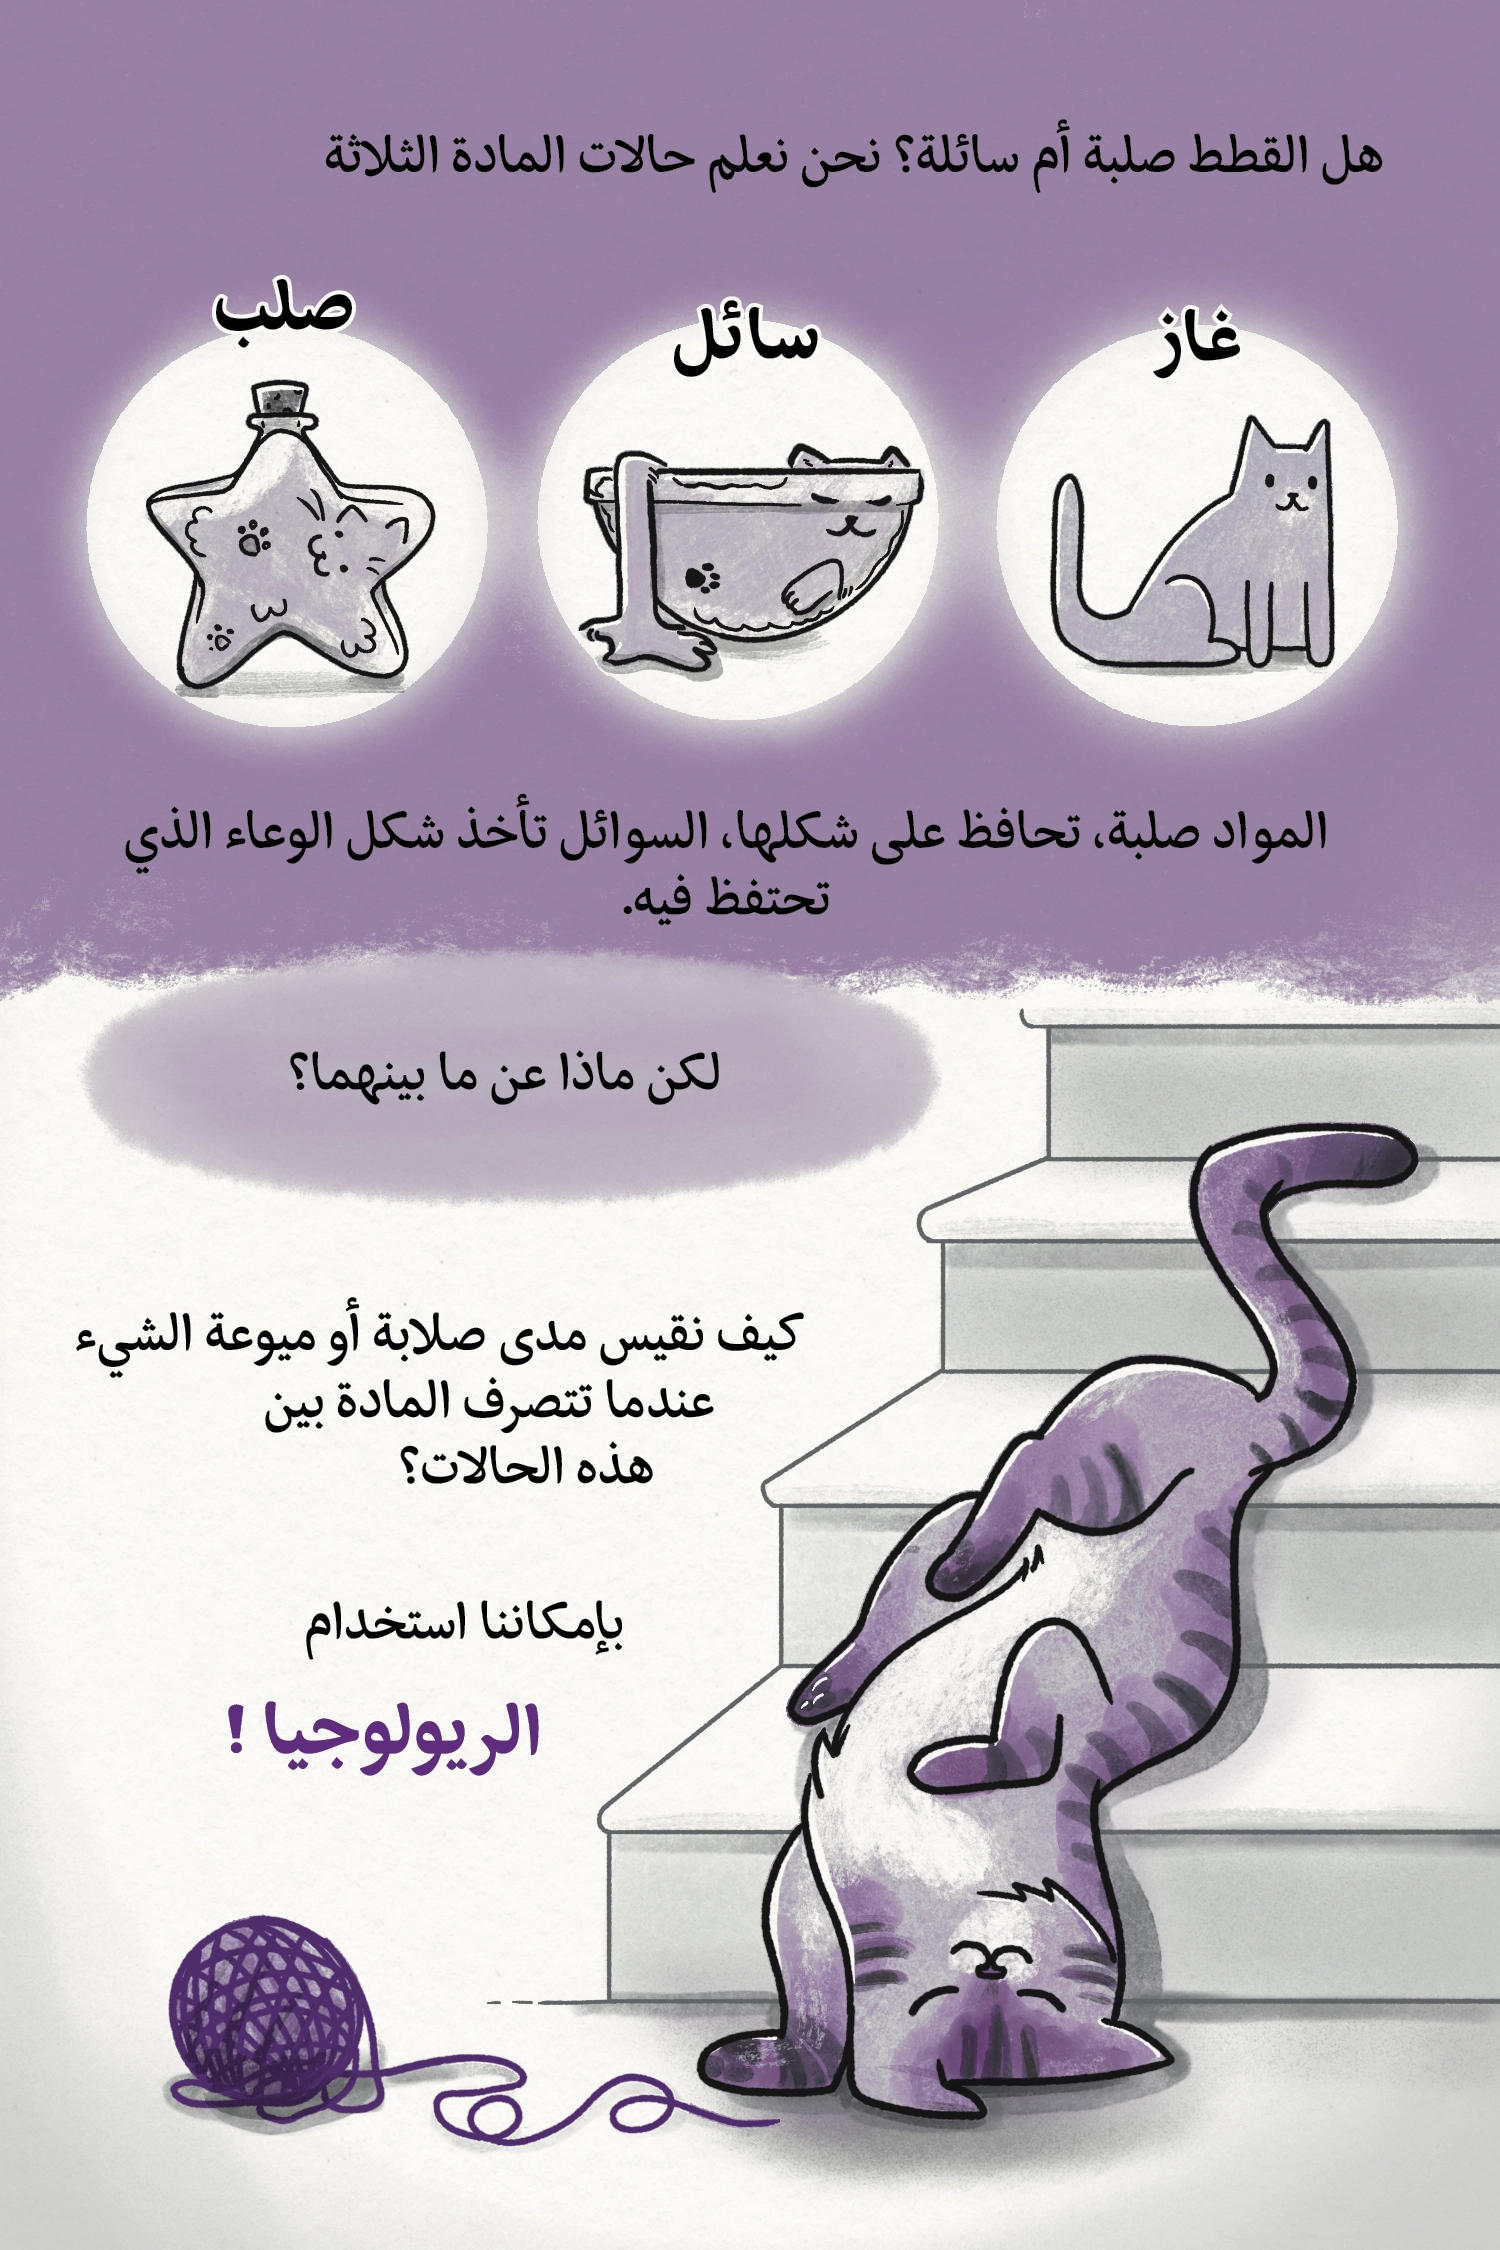 هل القطط صلبة أم سائلة؟ نحن نعلم حالات المادة الثلاثة
غاز
سائل
صلب
المواد صلبة، تحافظ على شكلها، السوائل تأخذ شكل الوعاء الذي
تحتفظ فيه.
لكن ماذا عن ما بينهما؟
كيف نقيس مدى صلابة أو ميوعة الشيء
عندما تتصرف المادة بين
هذه الحالات؟
بإمكاننا استخدام
الريولوجيا !